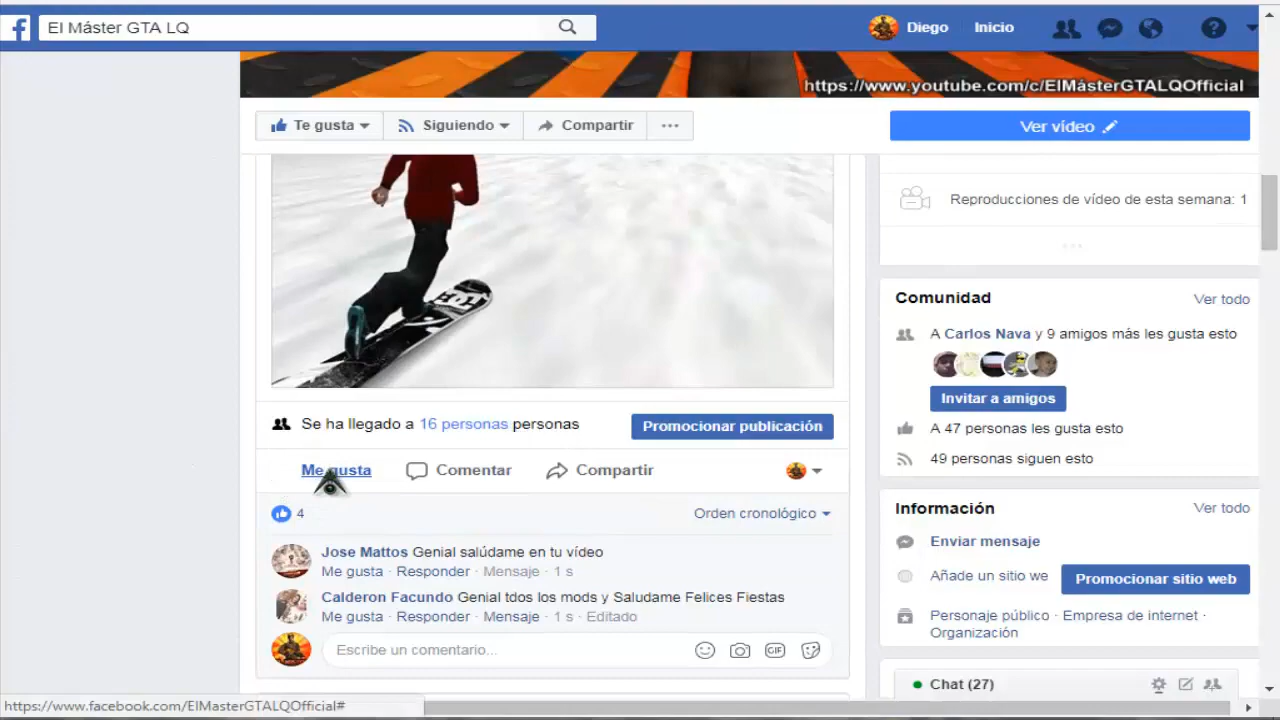 El Máster GTA LQ
Diego
Inicio
https://www.youtube.com/c/ElMásterGTALQOfficial
Te gusta
Siguiendo
Compartir
Ver vídeo
Reproducciones de vídeo de esta semana: 1
DC
Se ha llegado a 16 personas personas
Promocionar publicación
Me gusta
Comentar
Compartir
4
Orden cronológico
Jose Mattos Genial salúdame en tu vídeo
Me gusta · Responder · Mensaje · 1 s
Calderon Facundo Genial tdos los mods y Saludame Felices Fiestas
Me gusta · Responder · Mensaje · 1 s · Editado
Escribe un comentario...
GIF
Comunidad
Ver todo
A Carlos Nava y 9 amigos más les gusta esto
Invitar a amigos
A 47 personas les gusta esto
49 personas siguen esto
Información
Ver todo
Enviar mensaje
Añade un sitio we
Promocionar sitio web
Personaje público · Empresa de internet ·
Organización
Chat (27)
https://www.facebook.com/ElMasterGTALQOfficial#